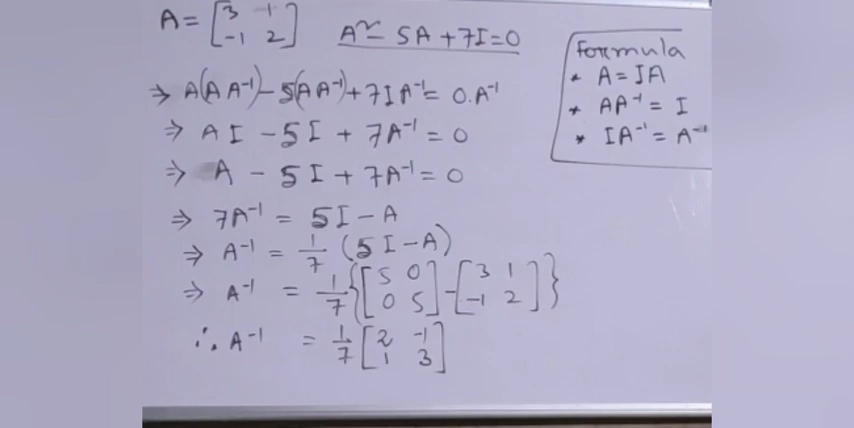 A = [3 1
-1 2] A² - 5A + 7I = 0
⇒ A(AA⁻¹) - 5(AA⁻¹) + 7IA⁻¹ = 0.A⁻¹
⇒ AI - 5I + 7A⁻¹ = 0
⇒ A - 5I + 7A⁻¹ = 0
⇒ 7A⁻¹ = 5I - A
⇒ A⁻¹ = 1/7 (5I - A)
⇒ A⁻¹ = 1/7 {[5 0
0 5] - [3 1
-1 2]}
∴ A⁻¹ = 1/7 [2 -1
1 3]
Formula
* A = IA
* AA⁻¹ = I
* IA⁻¹ = A⁻¹